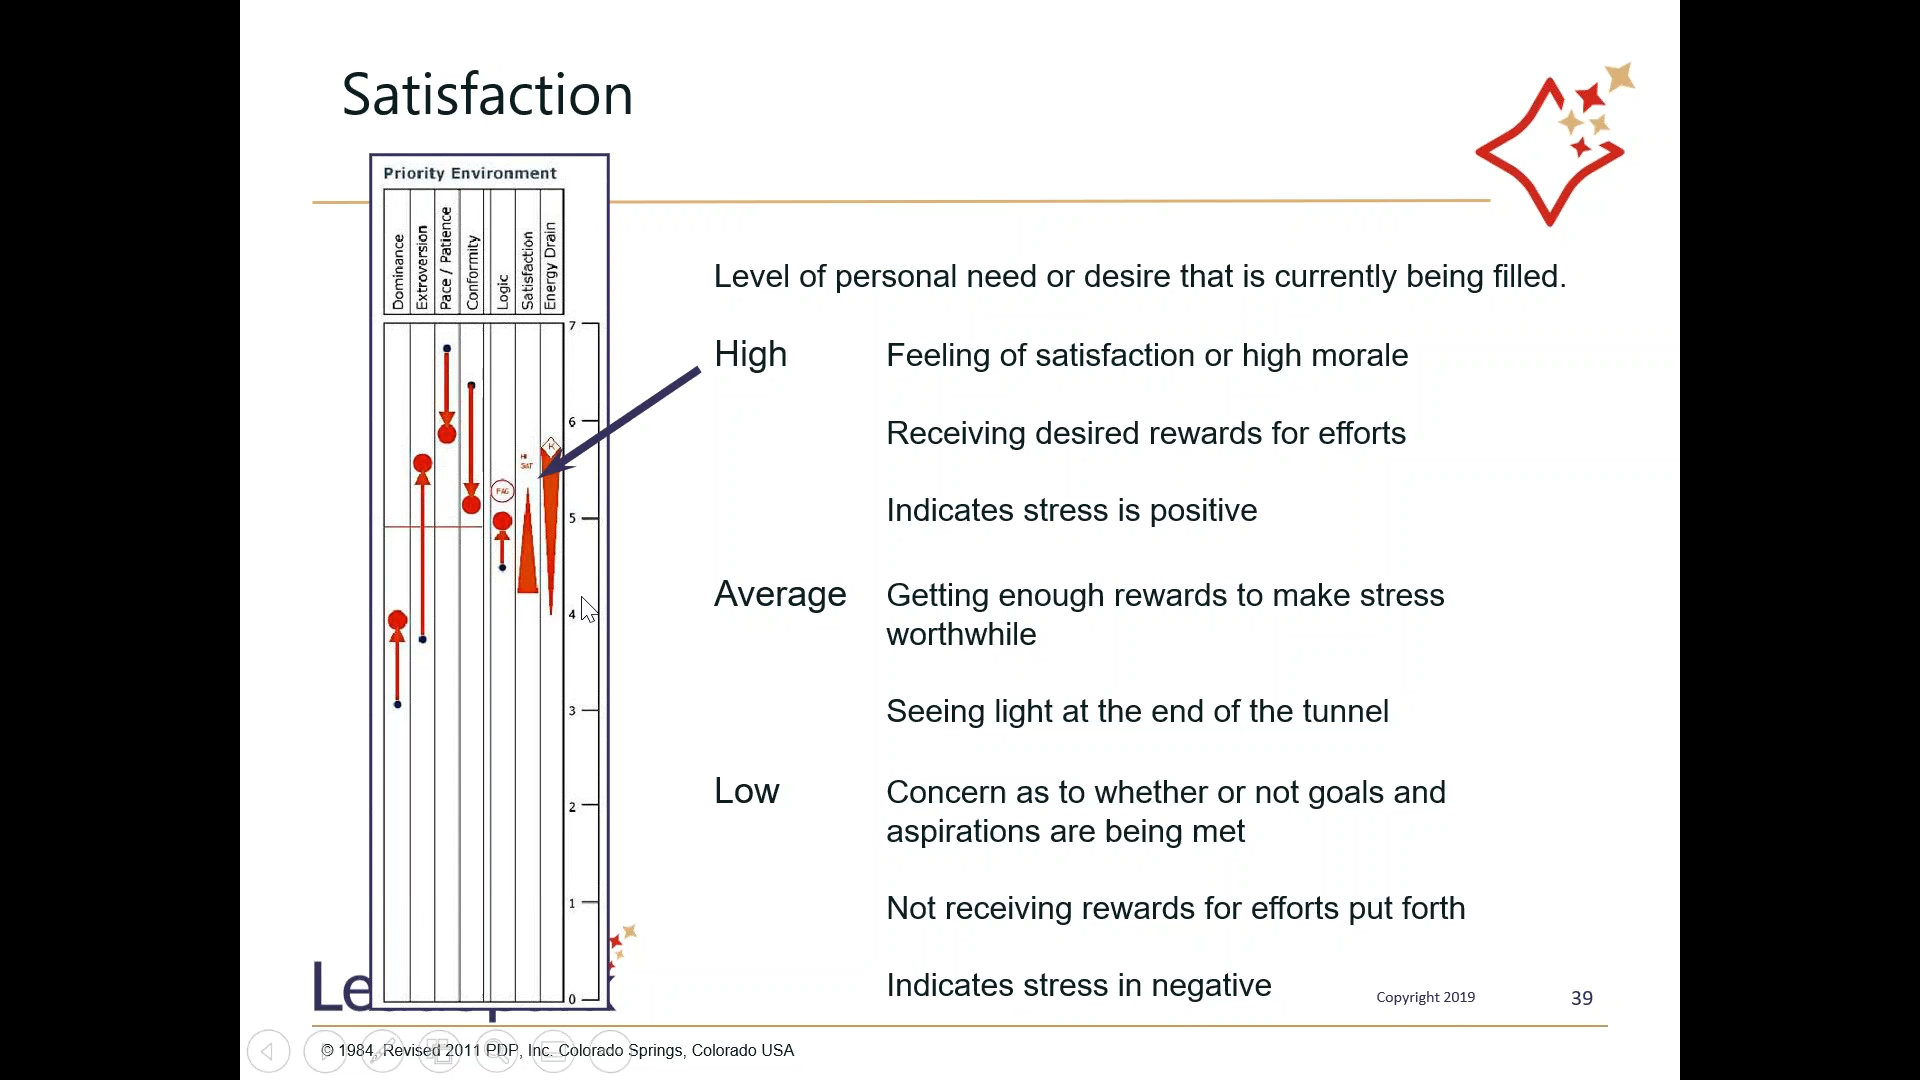 Satisfaction
Priority Environment
Dominance
Extroversion
Pace / Patience
Conformity
Logic
Satisfaction
Energy Drain
7
6
5
4
3
2
1
0
HI
SAT
FAC
K
Level of personal need or desire that is currently being filled.
High
Feeling of satisfaction or high morale
Receiving desired rewards for efforts
Indicates stress is positive
Average
Getting enough rewards to make stress
worthwhile
Seeing light at the end of the tunnel
Low
Concern as to whether or not goals and
aspirations are being met
Not receiving rewards for efforts put forth
Indicates stress in negative
Copyright 2019
39
© 1984, Revised 2011 PDP, Inc. Colorado Springs, Colorado USA